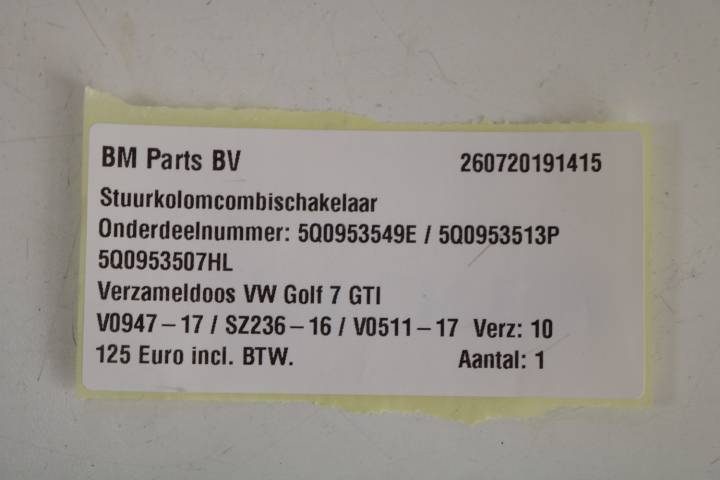 BM Parts BV 260720191415
Stuurkolomcombischakelaar
Onderdeelnummer: 5Q0953549E / 5Q0953513P
5Q0953507HL
Verzameldoos VW Golf 7 GTI
V0947-17 / SZ236-16 / V0511-17 Verz: 10
125 Euro incl. BTW. Aantal: 1